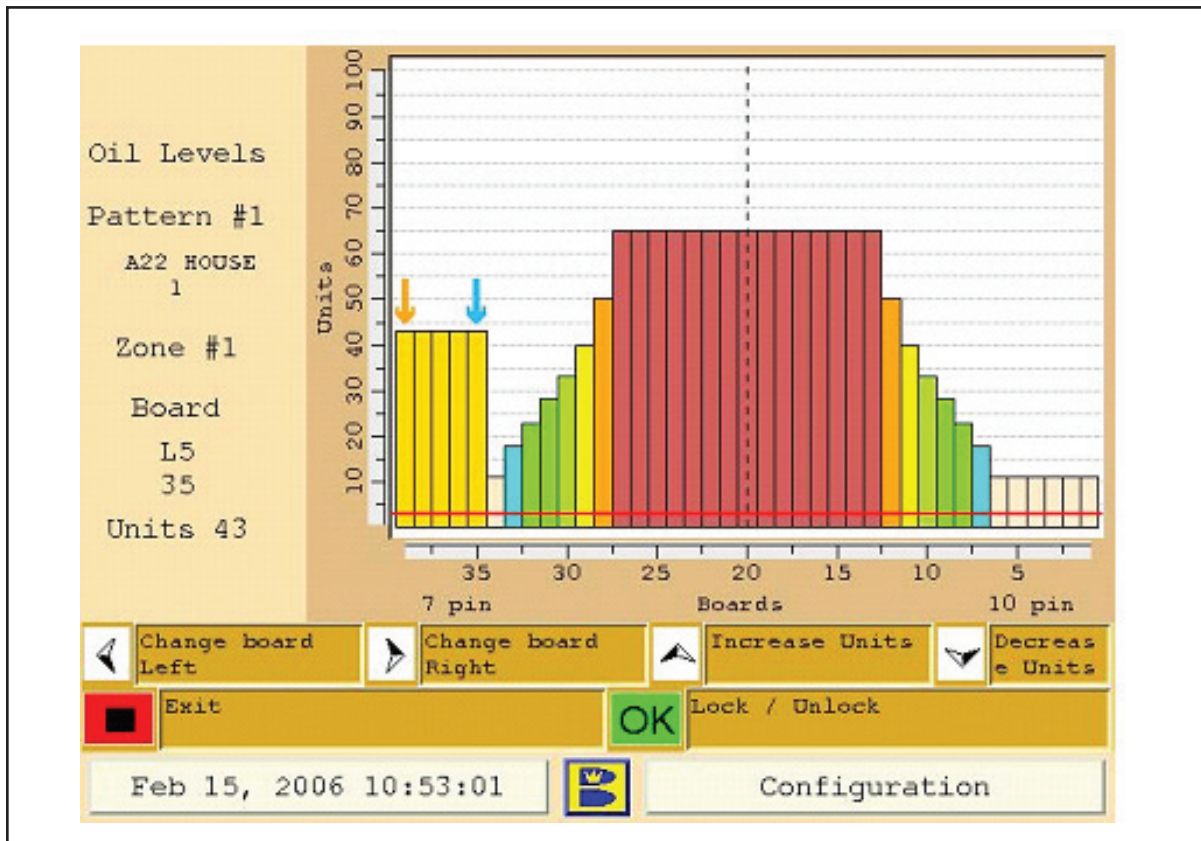 Oil Levels
Pattern #1
A22 HOUSE
1
Zone #1
Board
L5
35
Units 43
Units
100
90
80
70
60
50
40
30
20
10
35 30 25 20 15 10 5
7 pin Boards 10 pin
Change board
Left
Change board
Right
Increase Units
Decreas
e Units
Exit
OK
Lock / Unlock
Feb 15, 2006 10:53:01
Configuration